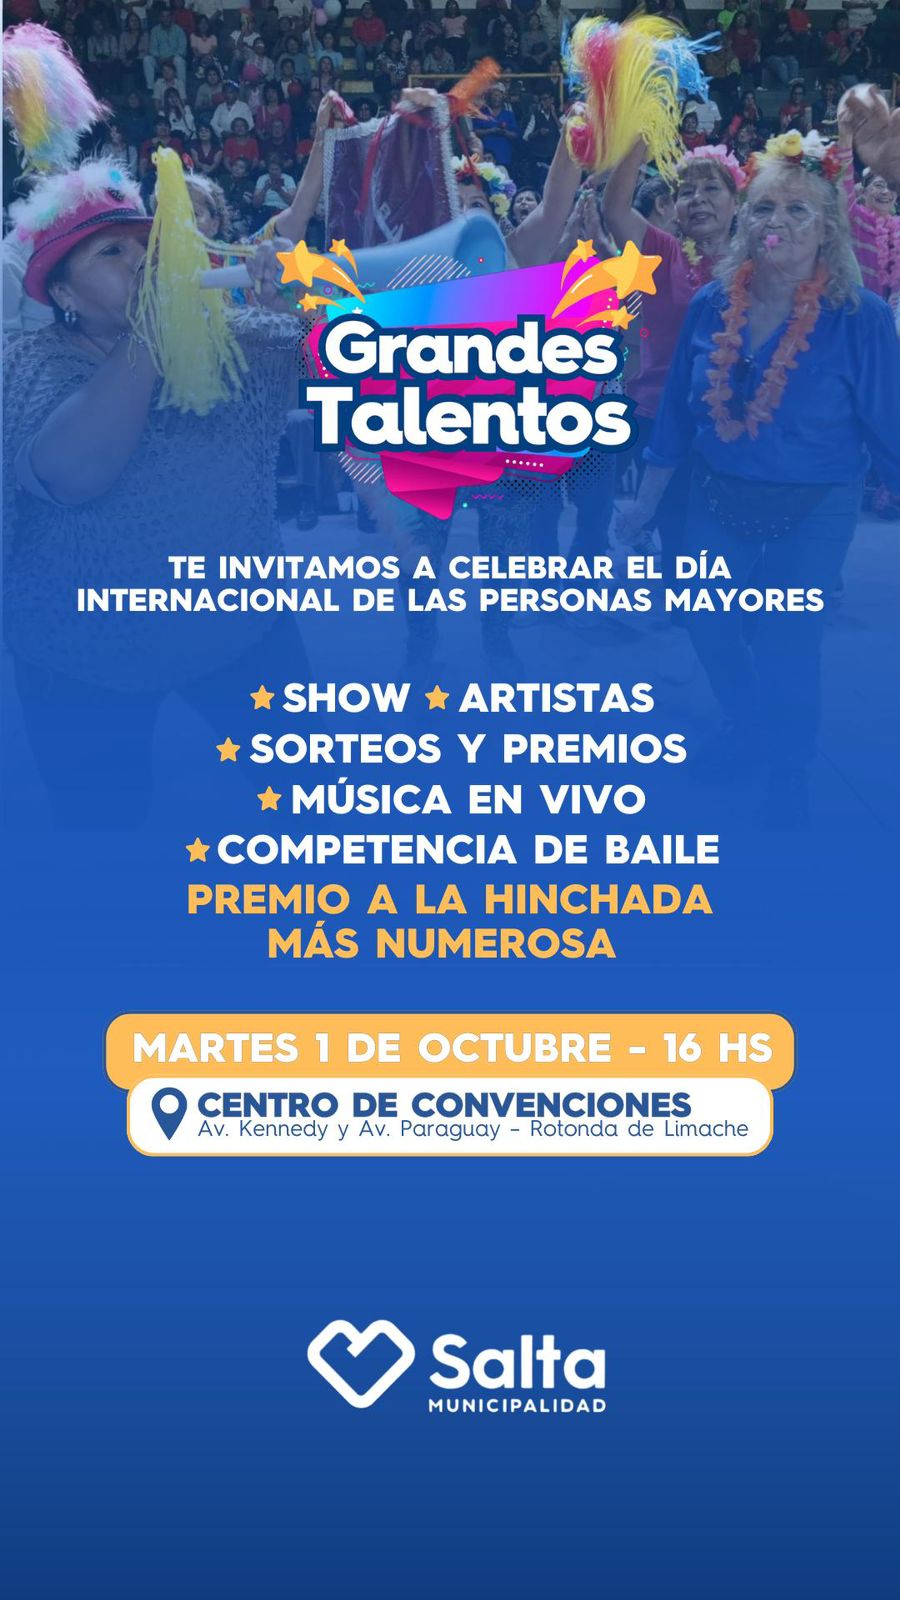 Grandes
Talentos
TE INVITAMOS A CELEBRAR EL DÍA
INTERNACIONAL DE LAS PERSONAS MAYORES
SHOW ARTISTAS
SORTEOS Y PREMIOS
MÚSICA EN VIVO
COMPETENCIA DE BAILE
PREMIO A LA HINCHADA
MÁS NUMEROSA
MARTES 1 DE OCTUBRE - 16 HS
CENTRO DE CONVENCIONES
Av. Kennedy y Av. Paraguay - Rotonda de Limache
Salta
MUNICIPALIDAD